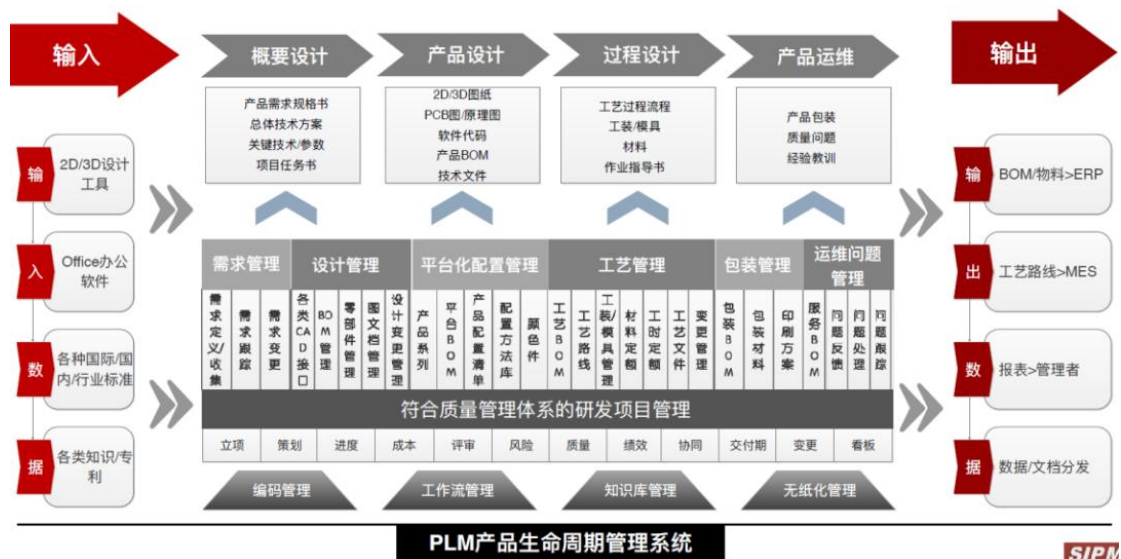 输入
概要设计
产品设计
过程设计
产品运维
输出
产品需求规格书
总体技术方案
关键技术/参数
项目任务书
2D/3D图纸
PCB图/原理图
软件代码
产品BOM
技术文件
工艺过程流程
工装/模具
材料
作业指导书
产品包装
质量问题
经验教训
输
入
数
据
2D/3D设计
工具
Office办公
软件
各种国际/国
内/行业标准
各类知识/专
利
需求管理
设计管理
平台化配置管理
工艺管理
包装管理
运维问题
管理
需求定义/收集
需求跟踪
需求变更
各类CAD接口
BOM管理
零部件管理
图文档管理
设计变更管理
产品系列
平台BOM
产品配置清单
配置方法库
颜色件
工艺BOM
工艺路线
工装/模具管理
材料定额
工时定额
工艺文件
变更管理
包装BOM
包装材料
印刷方案
服务BOM
问题反馈
问题处理
问题跟踪
符合质量管理体系的研发项目管理
立项
策划
进度
成本
评审
风险
质量
绩效
协同
交付期
变更
看板
编码管理
工作流管理
知识库管理
无纸化管理
输
出
数
据
BOM/物料>ERP
工艺路线>MES
报表>管理者
数据/文档分发
PLM产品生命周期管理系统
SIPM